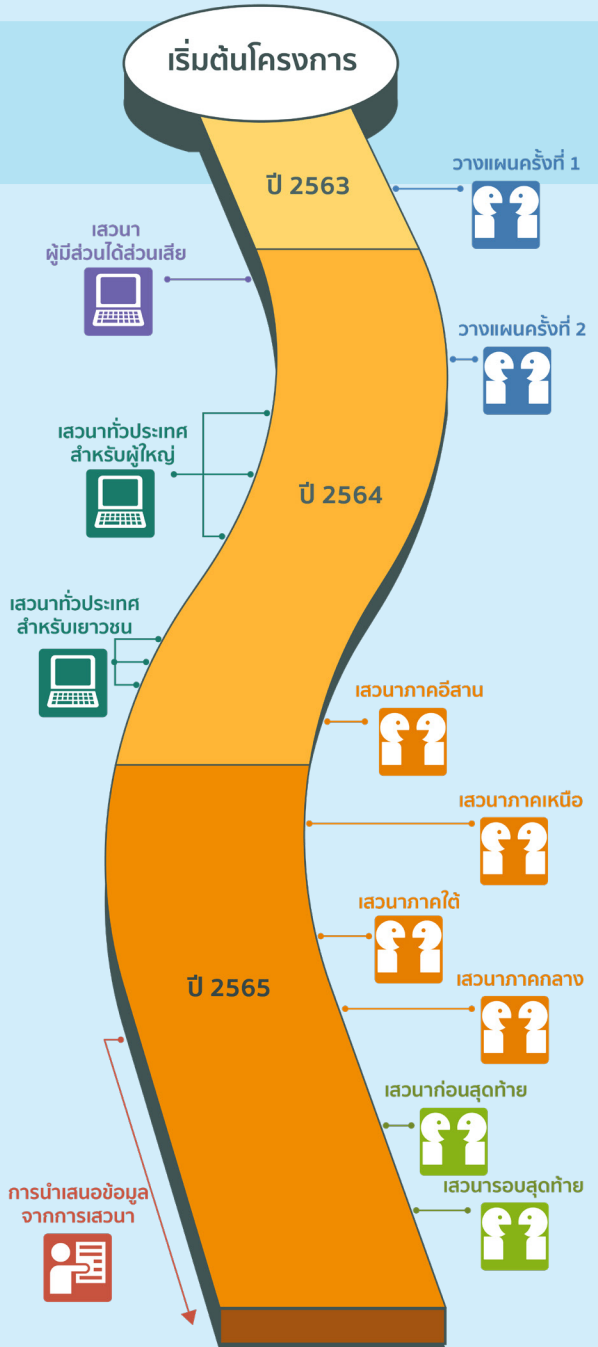 เริ่มต้นโครงการ
ปี 2563
วางแผนครั้งที่ 1
เสวนา
ผู้มีส่วนได้ส่วนเสีย
วางแผนครั้งที่ 2
เสวนาทั่วประเทศ
สำหรับผู้ใหญ่
ปี 2564
เสวนาทั่วประเทศ
สำหรับเยาวชน
เสวนาภาคอีสาน
เสวนาภาคเหนือ
เสวนาภาคใต้
เสวนาภาคกลาง
ปี 2565
เสวนาก่อนสุดท้าย
เสวนารอบสุดท้าย
การนำเสนอข้อมูล
จากการเสวนา